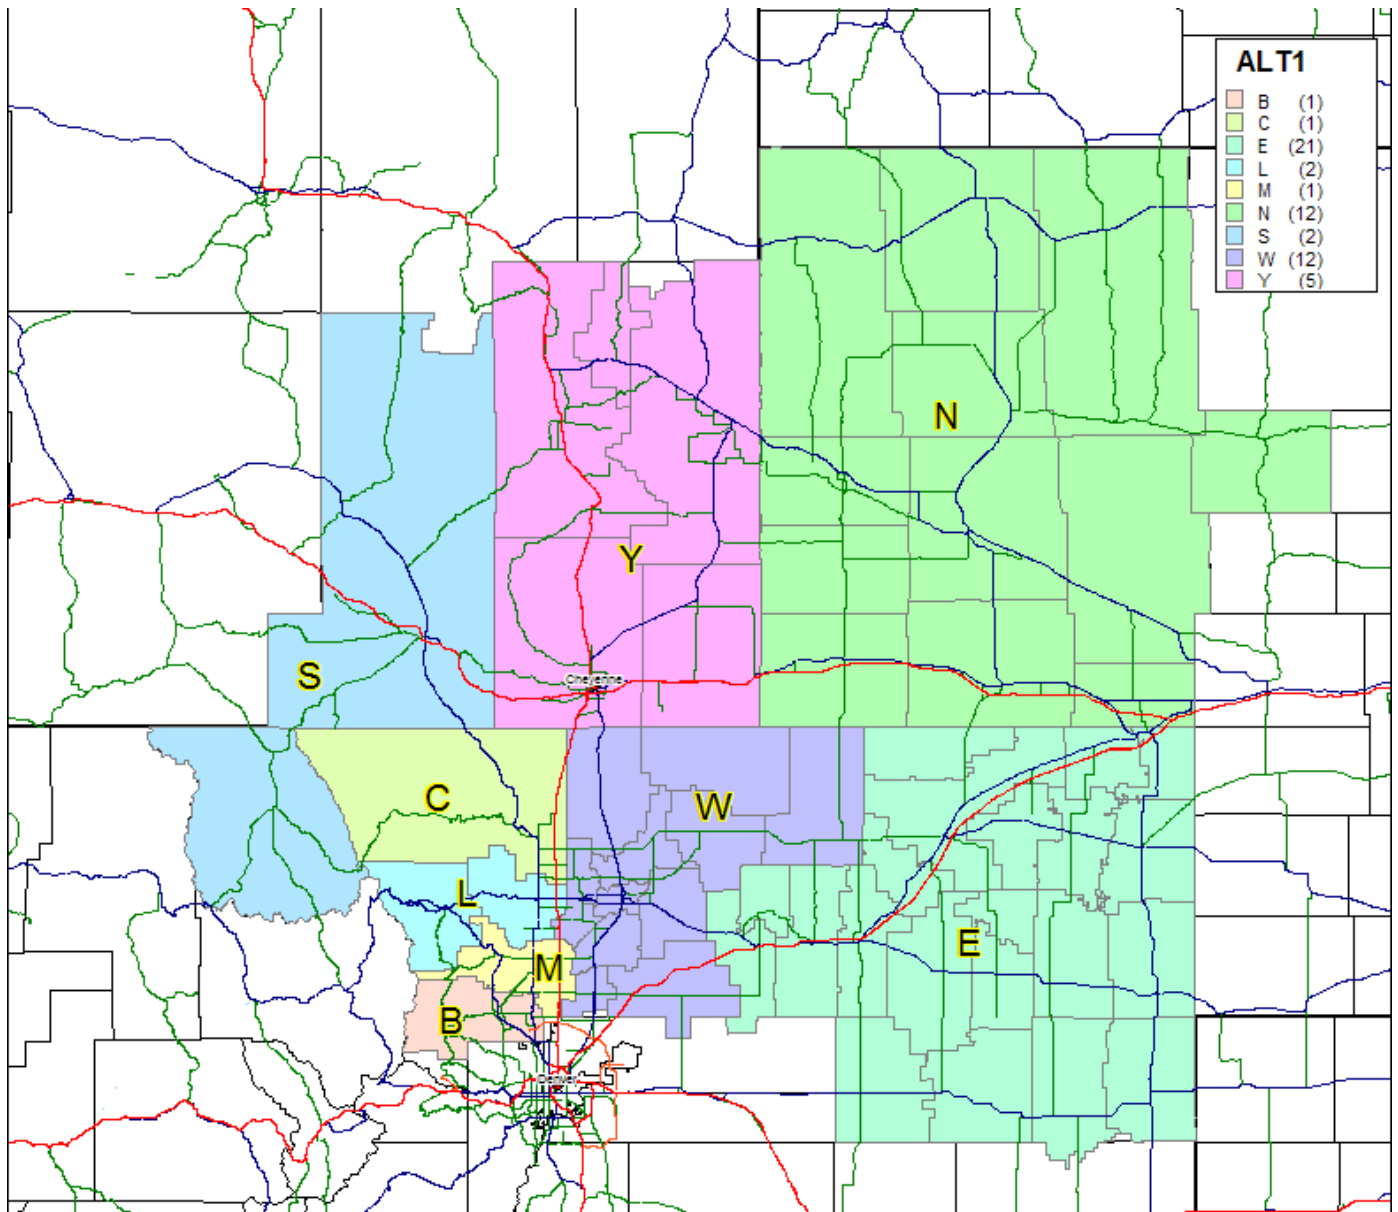 ALT1
B (1)
C (1)
E (21)
L (2)
M (1)
N (12)
S (2)
W (12)
Y (5)
N
Y
S
Cheyenne
C
W
L
E
M
B
Denver